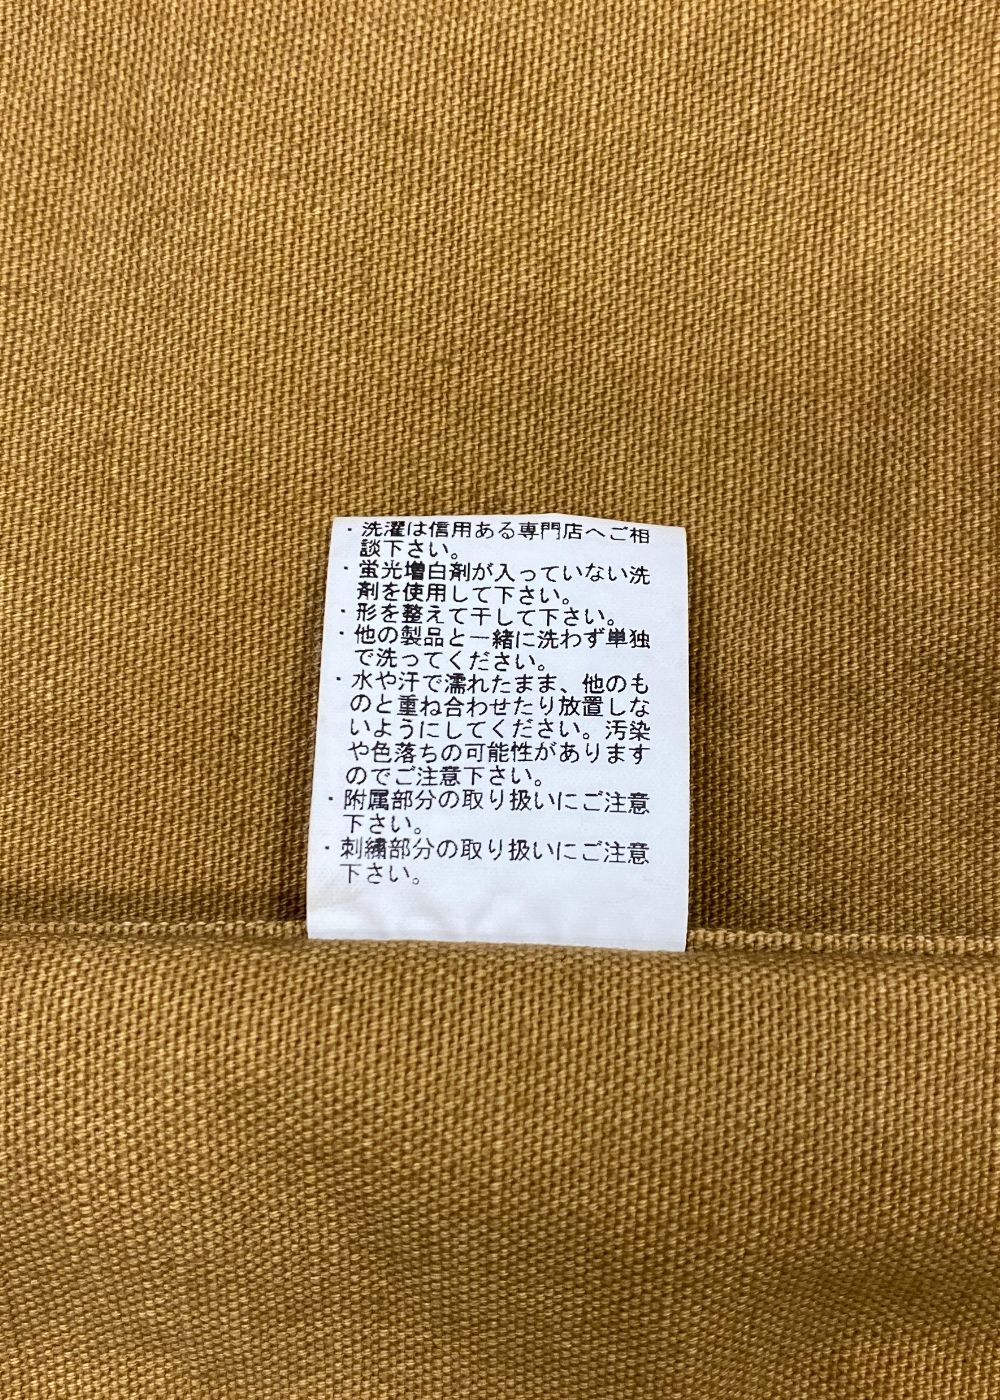 ・洗濯は信用ある専門店へご相
談下さい。
・蛍光増白剤が入っていない洗
剤を使用して下さい。
・形を整えて干して下さい。
・他の製品と一緒に洗わず単独
で洗ってください。
・水や汗で濡れたまま、他のも
のと重ね合わせたり放置しな
いようにしてください。汚染
や色落ちの可能性があります
のでご注意下さい。
・附属部分の取り扱いにご注意
下さい。
・刺繍部分の取り扱いにご注意
下さい。